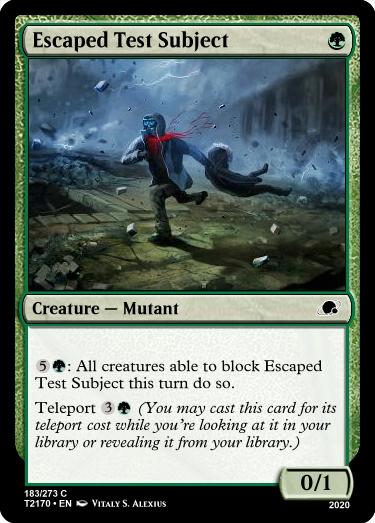 Escaped Test Subject
Creature — Mutant
5: All creatures able to block Escaped
Test Subject this turn do so.
Teleport 3 (You may cast this card for its
teleport cost while you’re looking at it in your
library or revealing it from your library.)
0/1
183/273 C
T2170 • EN Vitaly S. Alexius
2020